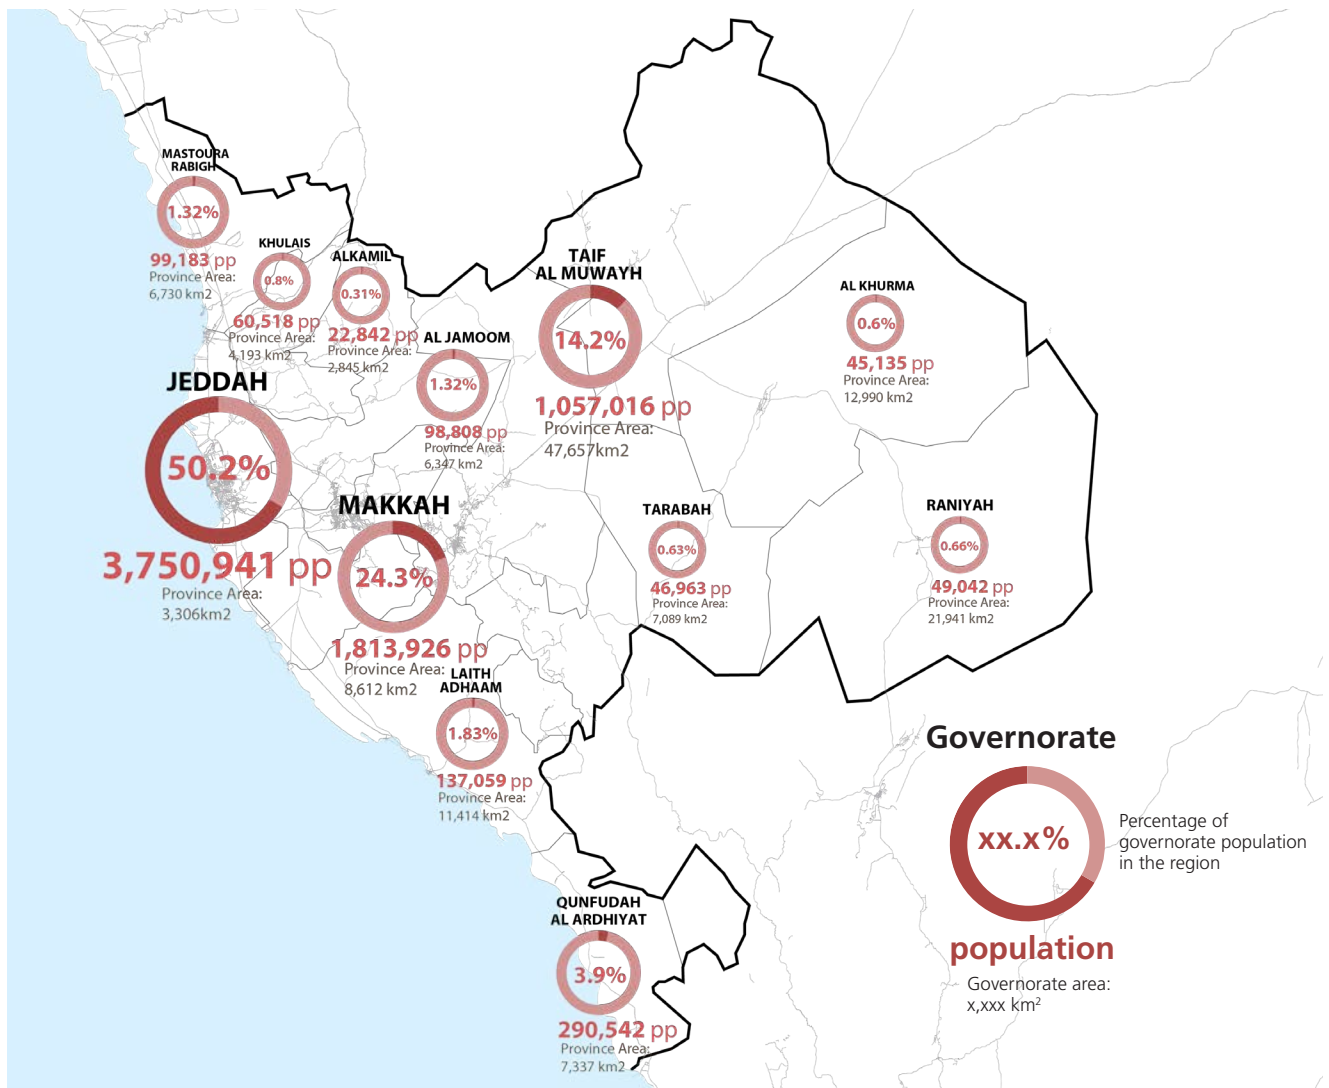 MASTOURA
RABIGH
1.32%
99,183 pp
Province Area:
6,730 km2
KHULAIS
0.8%
60,518 pp
Province Area:
4,193 km2
ALKAMIL
0.31%
22,842 pp
Province Area:
2,845 km2
AL JAMOOM
1.32%
98,808 pp
Province Area:
6,347 km2
TAIF
AL MUWAYH
14.2%
1,057,016 pp
Province Area:
47,657km2
AL KHURMA
0.6%
45,135 pp
Province Area:
12,990 km2
JEDDAH
50.2%
3,750,941 pp
Province Area:
3,306km2
MAKKAH
24.3%
1,813,926 pp
Province Area:
8,612 km2
TARABAH
0.63%
46,963 pp
Province Area:
7,089 km2
RANIYAH
0.66%
49,042 pp
Province Area:
21,941 km2
LAITH
ADHAAM
1.83%
137,059 pp
Province Area:
11,414 km2
QUNFUDAH
AL ARDHIYAT
3.9%
290,542 pp
Province Area:
7,337 km2
Governorate
xx.x%
Percentage of
governorate population
in the region
population
Governorate area:
x,xxx km²